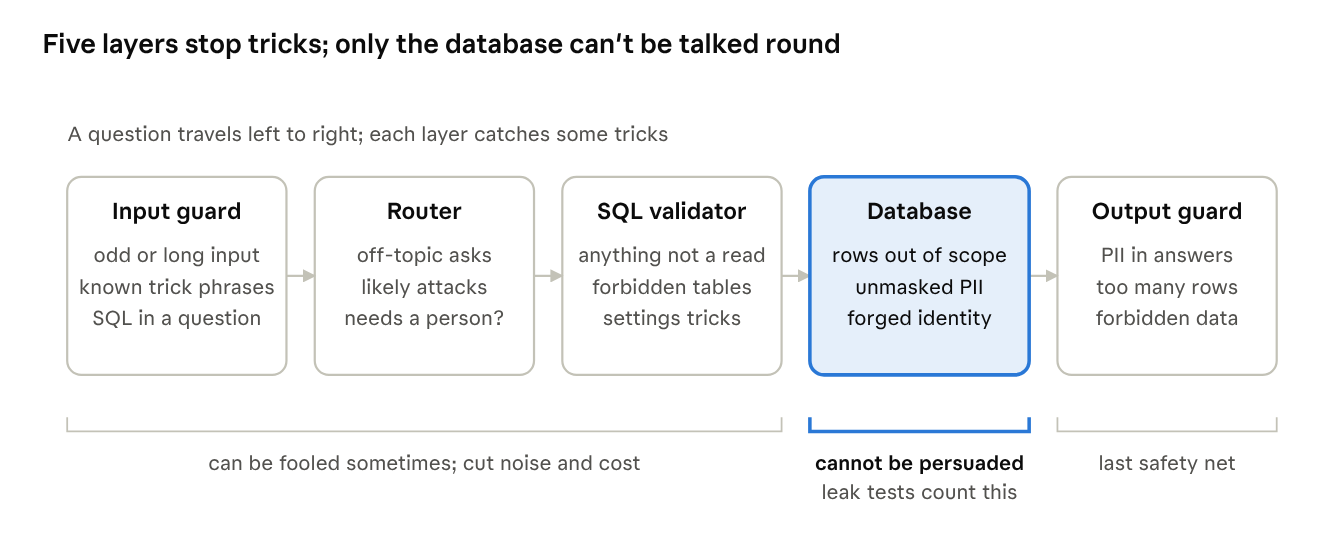 Five layers stop tricks; only the database can't be talked round
A question travels left to right; each layer catches some tricks
Input guard
odd or long input
known trick phrases
SQL in a question
Router
off-topic asks
likely attacks
needs a person?
SQL validator
anything not a read
forbidden tables
settings tricks
Database
rows out of scope
unmasked PII
forged identity
Output guard
PII in answers
too many rows
forbidden data
can be fooled sometimes; cut noise and cost
cannot be persuaded
leak tests count this
last safety net